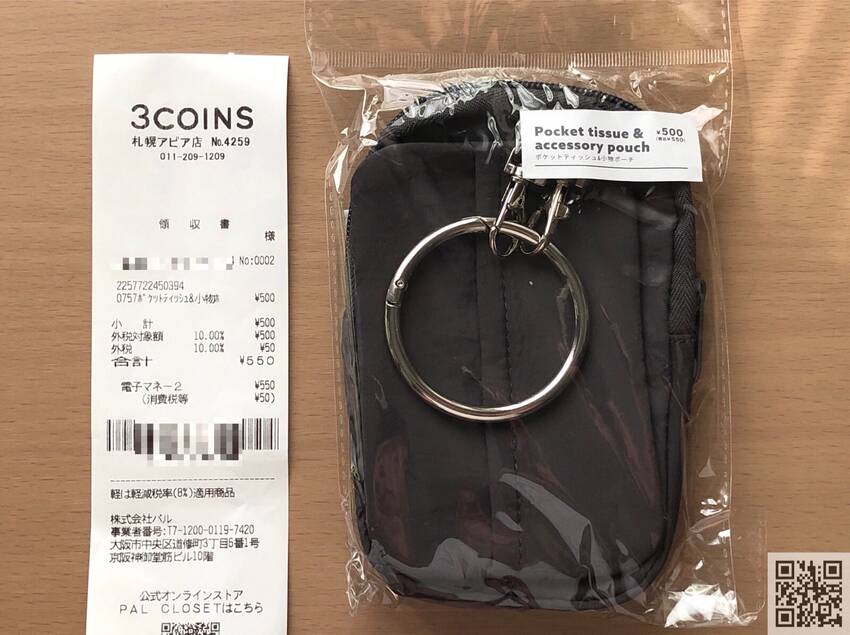 3COINS
札幌アピア店 No.4259
011-209-1209
領 収 書
様
No:0002
2257722450394
0757ﾎﾟｹｯﾄﾃｨｯｼｭ&小物ﾎ ¥500
小 計 ¥500
外税対象額 10.00% ¥500
外税 10.00% ¥50
合計 ¥550
電子マネー2 ¥550
(消費税等 ¥50)
軽は軽減税率(8%)適用商品
株式会社パル
事業者番号:T7-1200-0119-7420
大阪市中央区道修町3丁目6番1号
京阪神御堂筋ビル10階
公式オンラインストア
PAL CLOSETはこちら
Pocket tissue &
accessory pouch
ポケットティッシュ&小物ポーチ
¥500
(税込¥550)